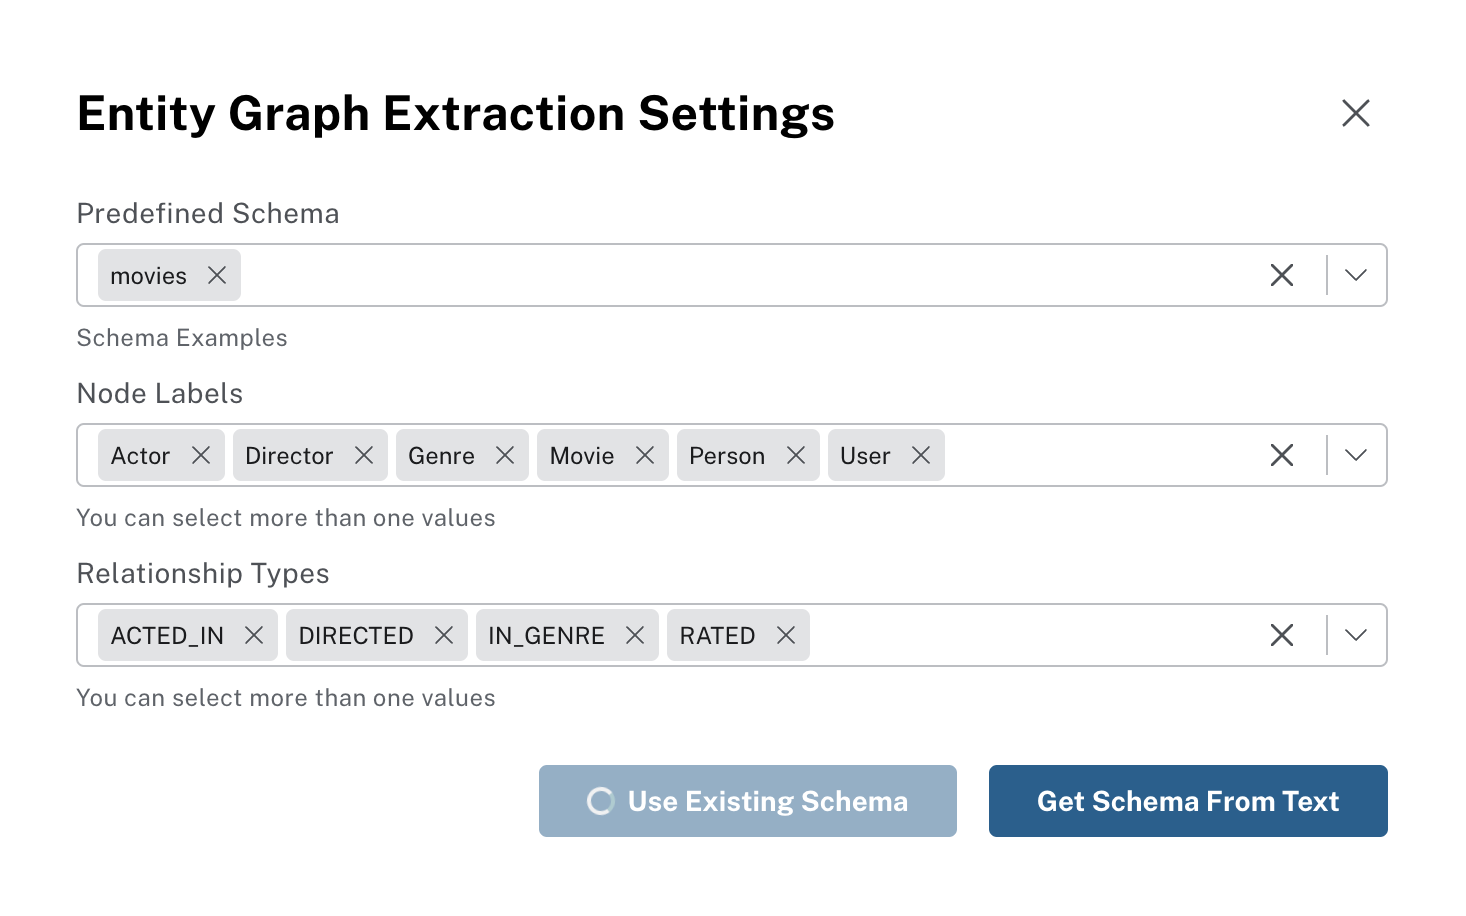 Entity Graph Extraction Settings
Predefined Schema
movies
Schema Examples
Node Labels
Actor Director Genre Movie Person User
You can select more than one values
Relationship Types
ACTED_IN DIRECTED IN_GENRE RATED
You can select more than one values
Use Existing Schema Get Schema From Text